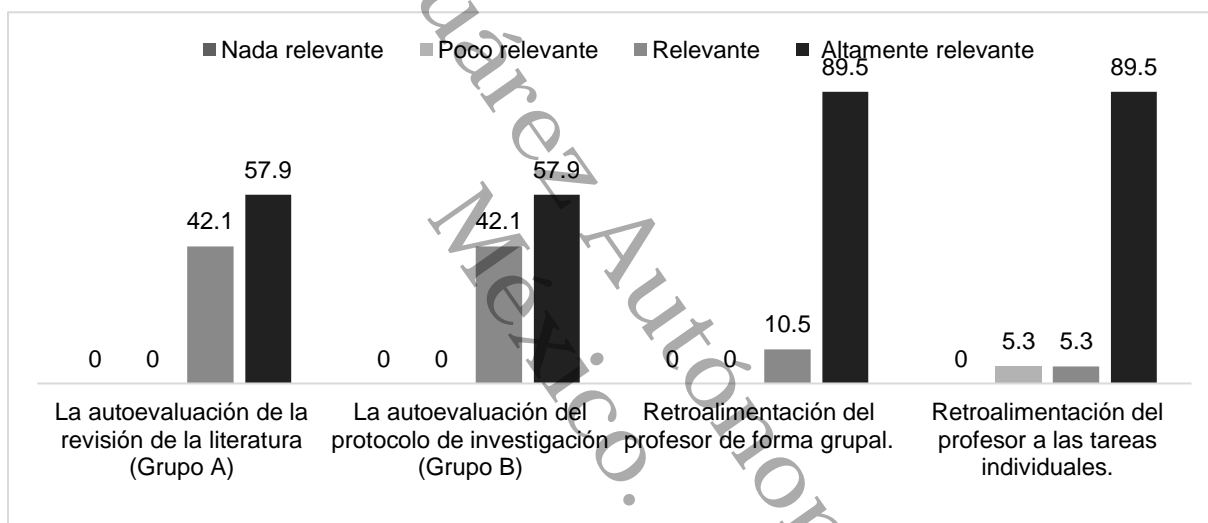 uárez Autónom
México.
Nada relevante Poco relevante Relevante Altamente relevante
0 0 42.1 57.9
0 0 42.1 57.9
0 0 10.5 89.5
0 5.3 5.3 89.5
La autoevaluación de la
revisión de la literatura
(Grupo A)
La autoevaluación del
protocolo de investigación
(Grupo B)
Retroalimentación del
profesor de forma grupal.
Retroalimentación del
profesor a las tareas
individuales.